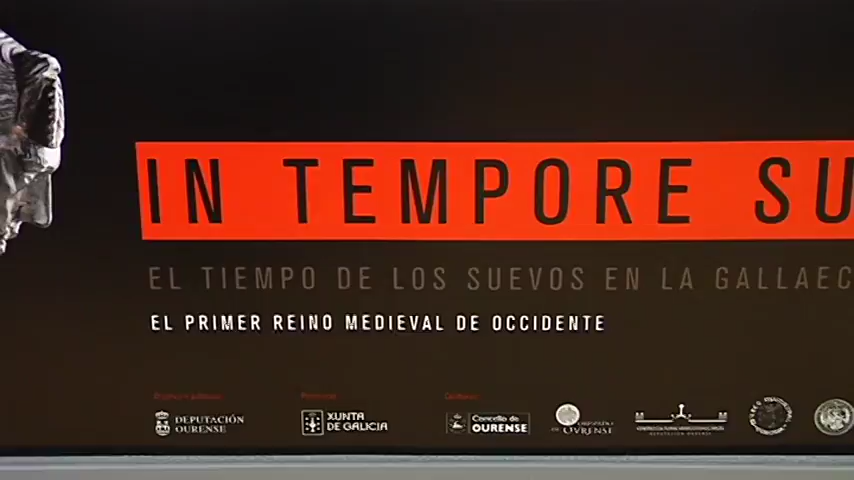 IN TEMPORE SU
EL TIEMPO DE LOS SUEVOS EN LA GALLAEC
EL PRIMER REINO MEDIEVAL DE OCCIDENTE
DEPUTACIÓN
OURENSE
XUNTA
DE GALICIA
Concello de
OURENSE
OURENSE